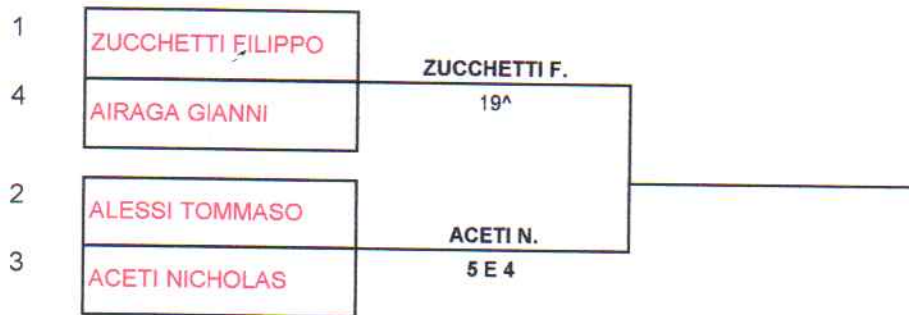 1
ZUCCHETTI FILIPPO
ZUCCHETTI F.
4
19^
AIRAGA GIANNI
2
ALESSI TOMMASO
ACETI N.
3
5 E 4
ACETI NICHOLAS